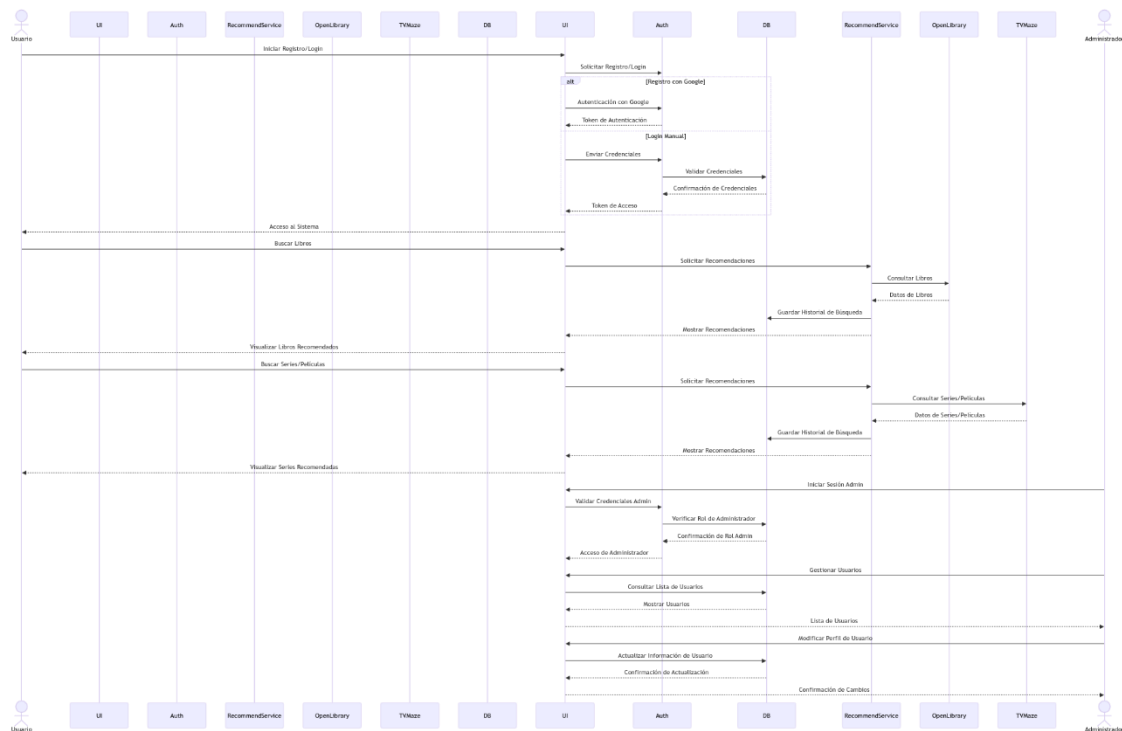 Usuario
UI
Auth
RecommendService
OpenLibrary
TVMaze
DB
UI
Auth
DB
RecommendService
OpenLibrary
TVMaze
Administrador
Iniciar Registro/Login
Solicitar Registro/Login
alt
[Registro con Google]
Autenticación con Google
Token de Autenticación
[Login Manual]
Enviar Credenciales
Validar Credenciales
Confirmación de Credenciales
Token de Acceso
Acceso al Sistema
Buscar Libros
Solicitar Recomendaciones
Consultar Libros
Datos de Libros
Guardar Historial de Búsqueda
Mostrar Recomendaciones
Visualizar Libros Recomendados
Buscar Series/Películas
Solicitar Recomendaciones
Consultar Series/Películas
Datos de Series/Películas
Guardar Historial de Búsqueda
Mostrar Recomendaciones
Visualizar Series Recomendadas
Iniciar Sesión Admin
Validar Credenciales Admin
Verificar Rol de Administrador
Confirmación de Rol Admin
Acceso de Administrador
Gestionar Usuarios
Consultar Lista de Usuarios
Mostrar Usuarios
Lista de Usuarios
Modificar Perfil de Usuario
Actualizar Información de Usuario
Confirmación de Actualización
Confirmación de Cambios
Usuario
UI
Auth
RecommendService
OpenLibrary
TVMaze
DB
UI
Auth
DB
RecommendService
OpenLibrary
TVMaze
Administrador